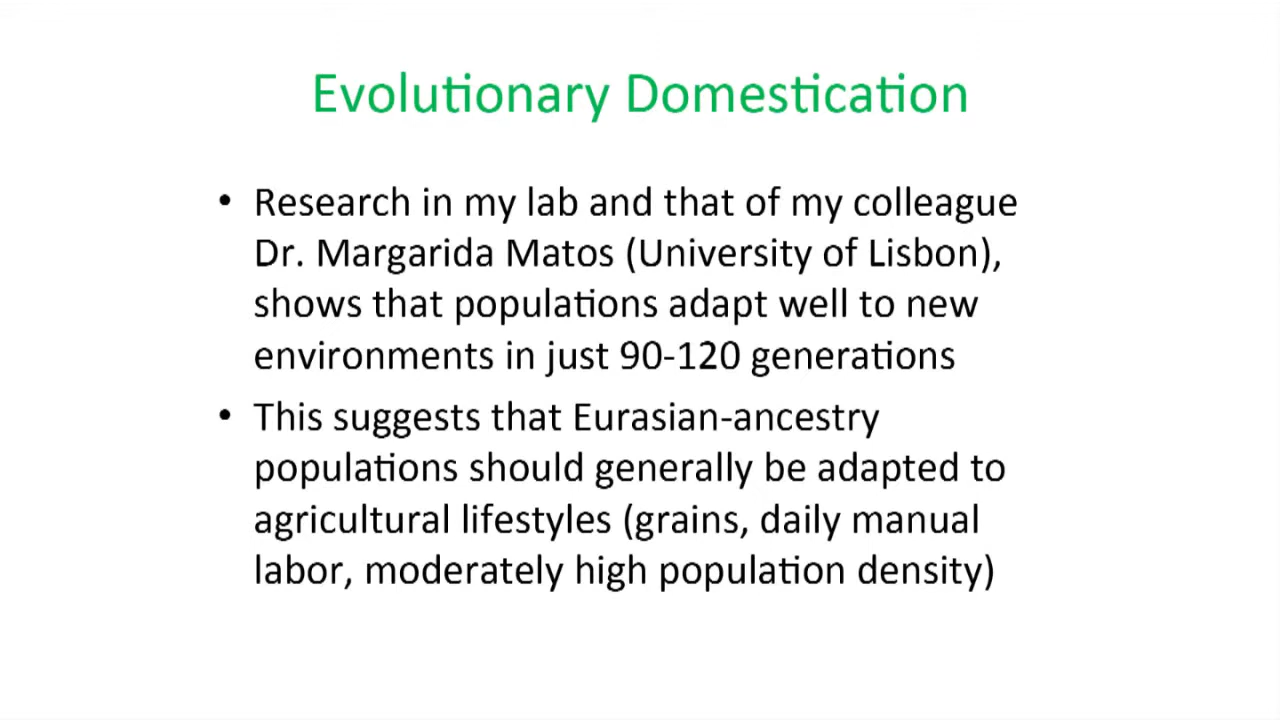 Evolutionary Domestication
• Research in my lab and that of my colleague
Dr. Margarida Matos (University of Lisbon),
shows that populations adapt well to new
environments in just 90-120 generations
• This suggests that Eurasian-ancestry
populations should generally be adapted to
agricultural lifestyles (grains, daily manual
labor, moderately high population density)